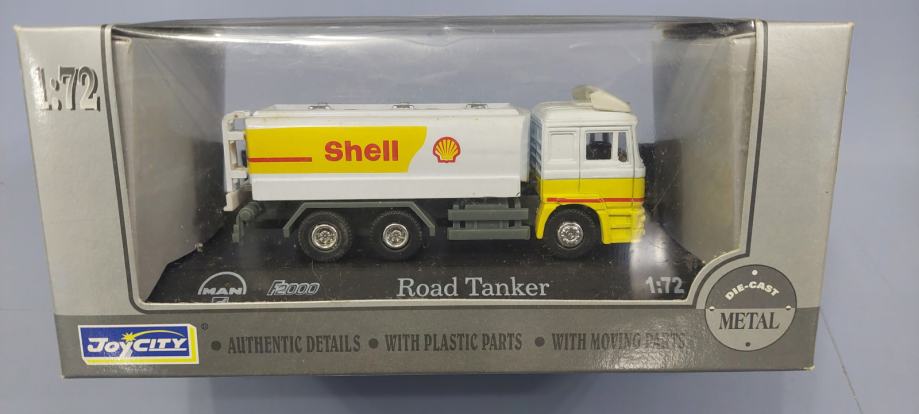 1:72
Shell
MAN F2000 Road Tanker 1:72
DIE-CAST
METAL
JoyCITY ® • AUTHENTIC DETAILS • WITH PLASTIC PARTS • WITH MOVING PARTS